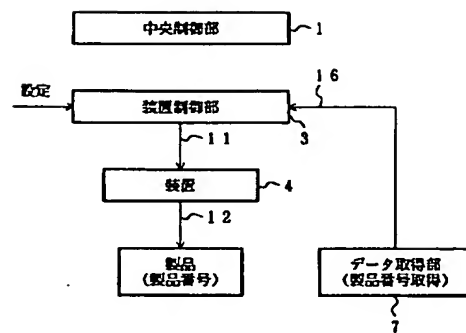 中央制御部
1
設定
16
装置制御部
3
11
装置
4
12
製品
(製品番号)
データ取得部
(製品番号取得)
7